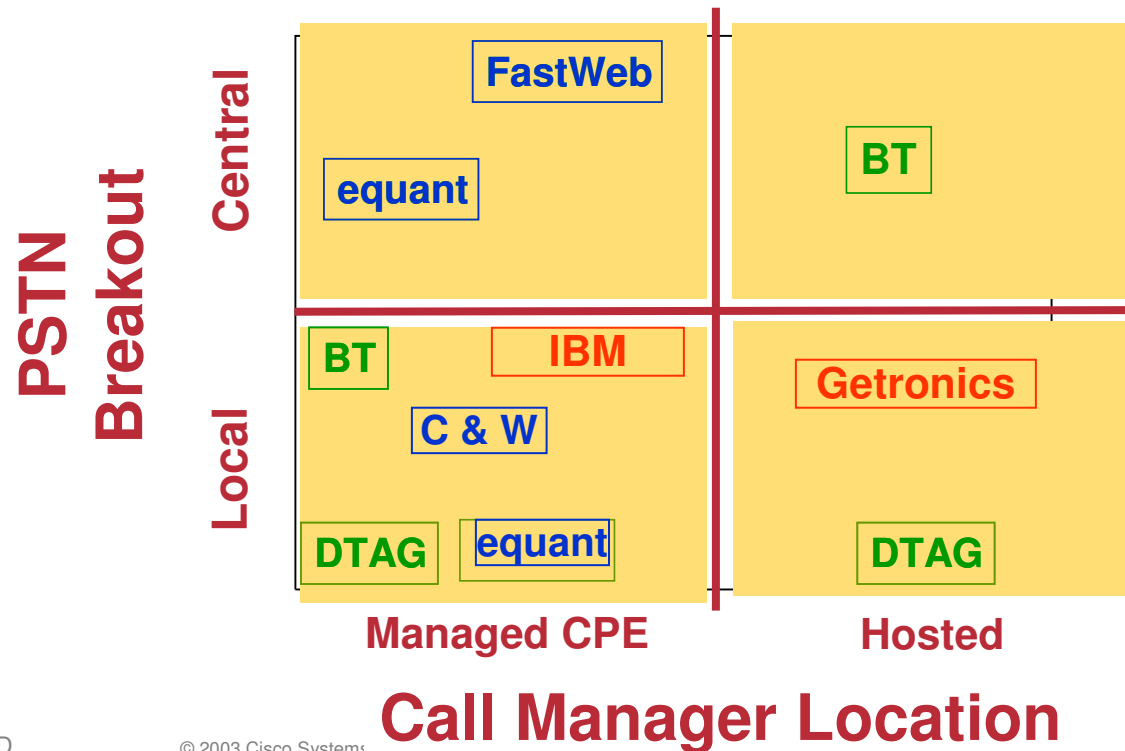 PSTN
Breakout
Central
Local
FastWeb
equant
BT
BT
IBM
C & W
DTAG
equant
Getronics
DTAG
Managed CPE
Hosted
Call Manager Location
© 2003 Cisco Systems